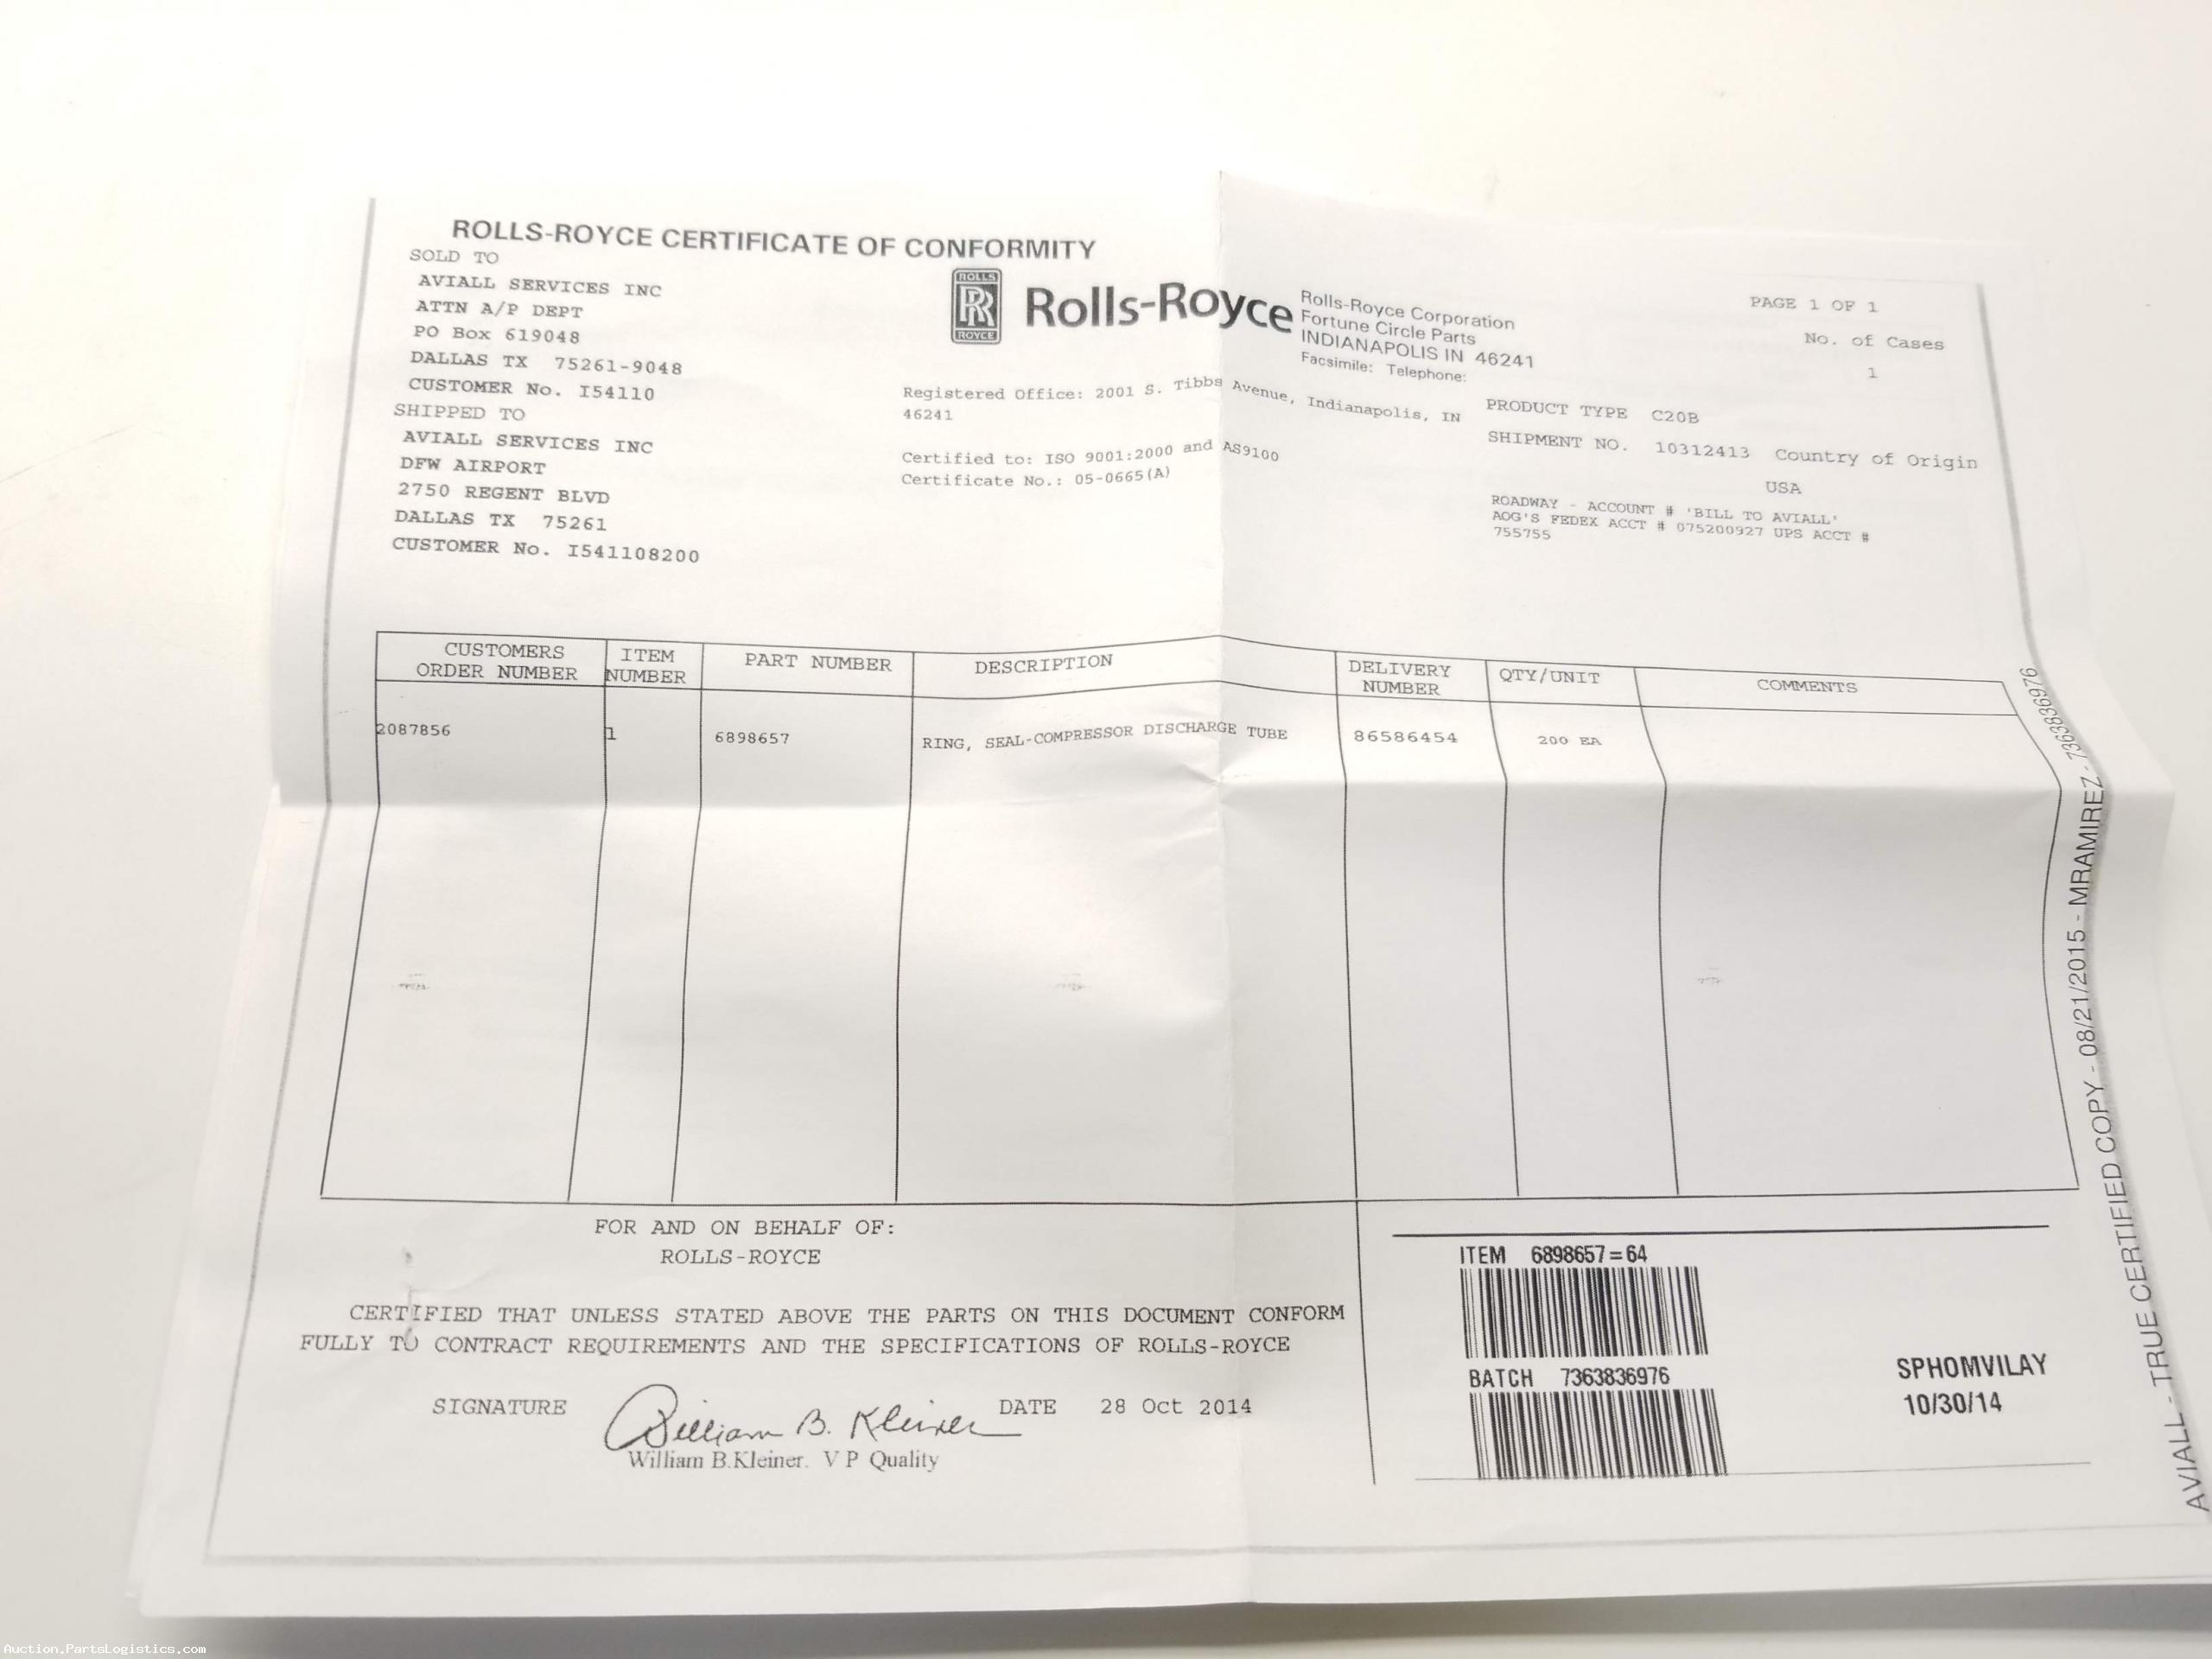 ROLLS-ROYCE CERTIFICATE OF CONFORMITY
SOLD TO
AVIALL SERVICES INC
ATTN A/P DEPT
PO Box 619048
DALLAS TX 75261-9048
CUSTOMER No. I54110
SHIPPED TO
AVIALL SERVICES INC
DFW AIRPORT
2750 REGENT BLVD
DALLAS TX 75261
CUSTOMER No. I541108200
ROLLS
RR
ROYCE
Rolls-Royce
Rolls-Royce Corporation
Fortune Circle Parts
INDIANAPOLIS IN 46241
Facsimile: Telephone:
Registered Office: 2001 S. Tibbs Avenue, Indianapolis, IN
46241
Certified to: ISO 9001:2000 and AS9100
Certificate No.: 05-0665(A)
PAGE 1 OF 1
No. of Cases
1
PRODUCT TYPE C20B
SHIPMENT NO. 10312413 Country of Origin
USA
ROADWAY - ACCOUNT # 'BILL TO AVIALL'
AOG'S FEDEX ACCT # 075200927 UPS ACCT #
755755
CUSTOMERS ORDER NUMBER ITEM NUMBER PART NUMBER DESCRIPTION DELIVERY NUMBER QTY/UNIT COMMENTS
2087856 1 6898657 RING, SEAL-COMPRESSOR DISCHARGE TUBE 86586454 200 EA
FOR AND ON BEHALF OF:
ROLLS-ROYCE
CERTIFIED THAT UNLESS STATED ABOVE THE PARTS ON THIS DOCUMENT CONFORM
FULLY TO CONTRACT REQUIREMENTS AND THE SPECIFICATIONS OF ROLLS-ROYCE
SIGNATURE William B. Kleiner DATE 28 Oct 2014
William B.Kleiner. V P Quality
ITEM 6898657=64
BATCH 7363836976
SPHOMVILAY
10/30/14
AVIALL - TRUE CERTIFIED COPY - 08/21/2015 - MRAMIREZ - 7363836976
Auction.PartsLogistics.com